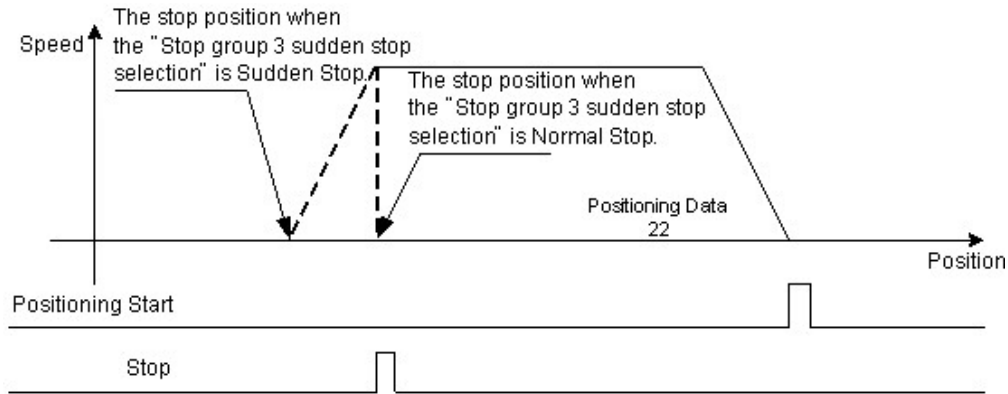 The stop position when
the "Stop group 3 sudden stop
selection" is Sudden Stop.
Speed
The stop position when
the "Stop group 3 sudden stop
selection" is Normal Stop.
Positioning Data
22
Position
Positioning Start
Stop